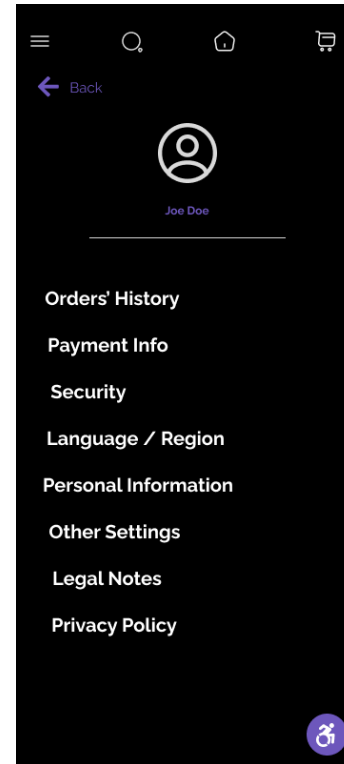 Back
Joe Doe
Orders’ History
Payment Info
Security
Language / Region
Personal Information
Other Settings
Legal Notes
Privacy Policy